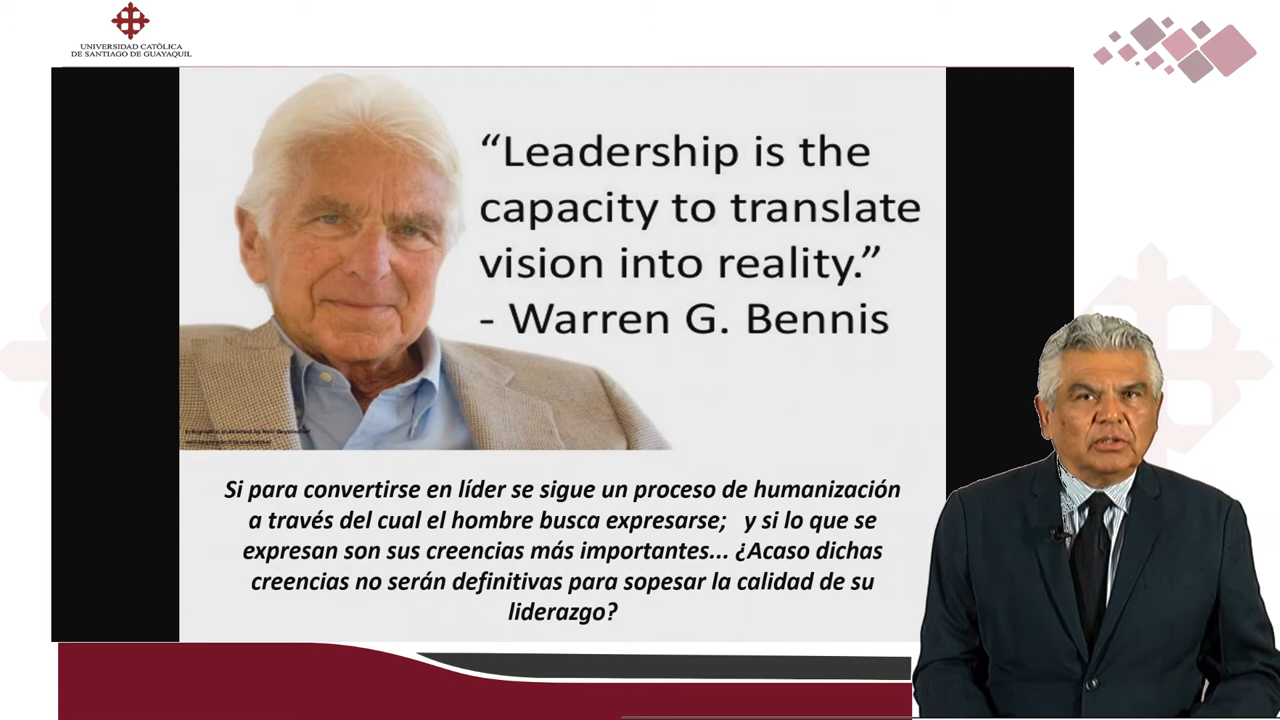 UNIVERSIDAD CATÓLICA
DE SANTIAGO DE GUAYAQUIL
“Leadership is the
capacity to translate
vision into reality.”
- Warren G. Bennis
Si para convertirse en líder se sigue un proceso de humanización
a través del cual el hombre busca expresarse; y si lo que se
expresan son sus creencias más importantes... ¿Acaso dichas
creencias no serán definitivas para sopesar la calidad de su
liderazgo?